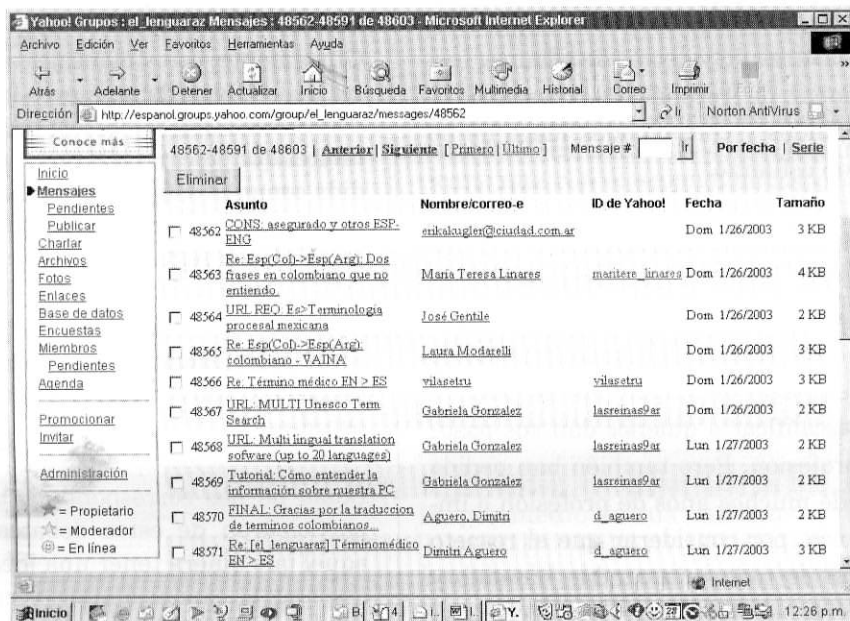 Yahoo! Grupos : el_lenguaraz Mensajes : 48562-48591 de 48603 - Microsoft Internet Explorer
Archivo Edición Ver Favoritos Herramientas Ayuda
Atrás Adelante Detener Actualizar Inicio Búsqueda Favoritos Multimedia Historial Correo Imprimir
Dirección http://espanol.groups.yahoo.com/group/el_lenguaraz/messages/48562 Ir Norton AntiVirus
Conoce más
48562-48591 de 48603 | Anterior | Siguiente [ Primero | Último ] Mensaje # Ir Por fecha | Serie
Inicio
Mensajes
Pendientes
Publicar
Charlar
Archivos
Fotos
Enlaces
Base de datos
Encuestas
Miembros
Pendientes
Agenda
Promocionar
Invitar
Administración
= Propietario
= Moderador
= En línea
Eliminar
Asunto Nombre/correo-e ID de Yahoo! Fecha Tamaño
48562 CONS: asegurado y otros ESP-
ENG erikakugler@ciudad.com.ar Dom 1/26/2003 3 KB
48563 Re: Esp(Col)->Esp(Arg): Dos
frases en colombiano que no
entiendo. María Teresa Linares maritere_linares Dom 1/26/2003 4 KB
48564 URL REQ: Es>Terminología
procesal mexicana José Gentile Dom 1/26/2003 2 KB
48565 Re: Esp(Col)->Esp(Arg):
colombiano - VAINA Laura Modarelli Dom 1/26/2003 3 KB
48566 Re: Término médico EN > ES vilasetru vilasetru Dom 1/26/2003 3 KB
48567 URL: MULTI Unesco Term
Search Gabriela Gonzalez lasreinas9ar Dom 1/26/2003 2 KB
48568 URL: Multi lingual translation
sofware (up to 20 languages) Gabriela Gonzalez lasreinas9ar Lun 1/27/2003 2 KB
48569 Tutorial: Cómo entender la
información sobre nuestra PC Gabriela Gonzalez lasreinas9ar Lun 1/27/2003 2 KB
48570 FINAL: Gracias por la traduccion
de terminos colombianos... Aguero, Dimitri d_aguero Lun 1/27/2003 2 KB
48571 Re: [el_lenguaraz] Términomédico
EN > ES Dimitri Aguero d_aguero Lun 1/27/2003 3 KB
Internet
Inicio 12:26 p.m.